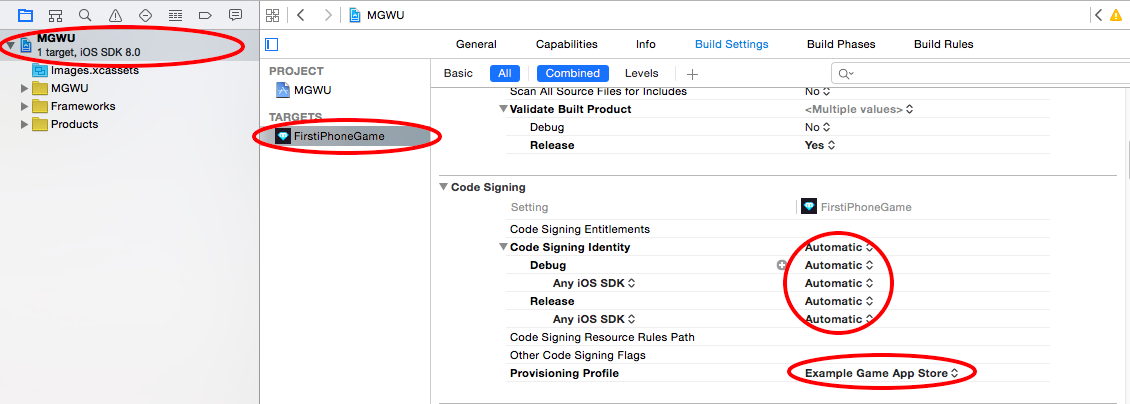 MGWU
MGWU
1 target, iOS SDK 8.0
Images.xcassets
MGWU
Frameworks
Products
General
Capabilities
Info
Build Settings
Build Phases
Build Rules
PROJECT
MGWU
TARGETS
FirstiPhoneGame
Basic
All
Combined
Levels
Scan All Source Files for Includes No
Validate Built Product <Multiple values>
Debug No
Release Yes
Code Signing
Setting FirstiPhoneGame
Code Signing Entitlements
Code Signing Identity Automatic
Debug Automatic
Any iOS SDK Automatic
Release Automatic
Any iOS SDK Automatic
Code Signing Resource Rules Path
Other Code Signing Flags
Provisioning Profile Example Game App Store